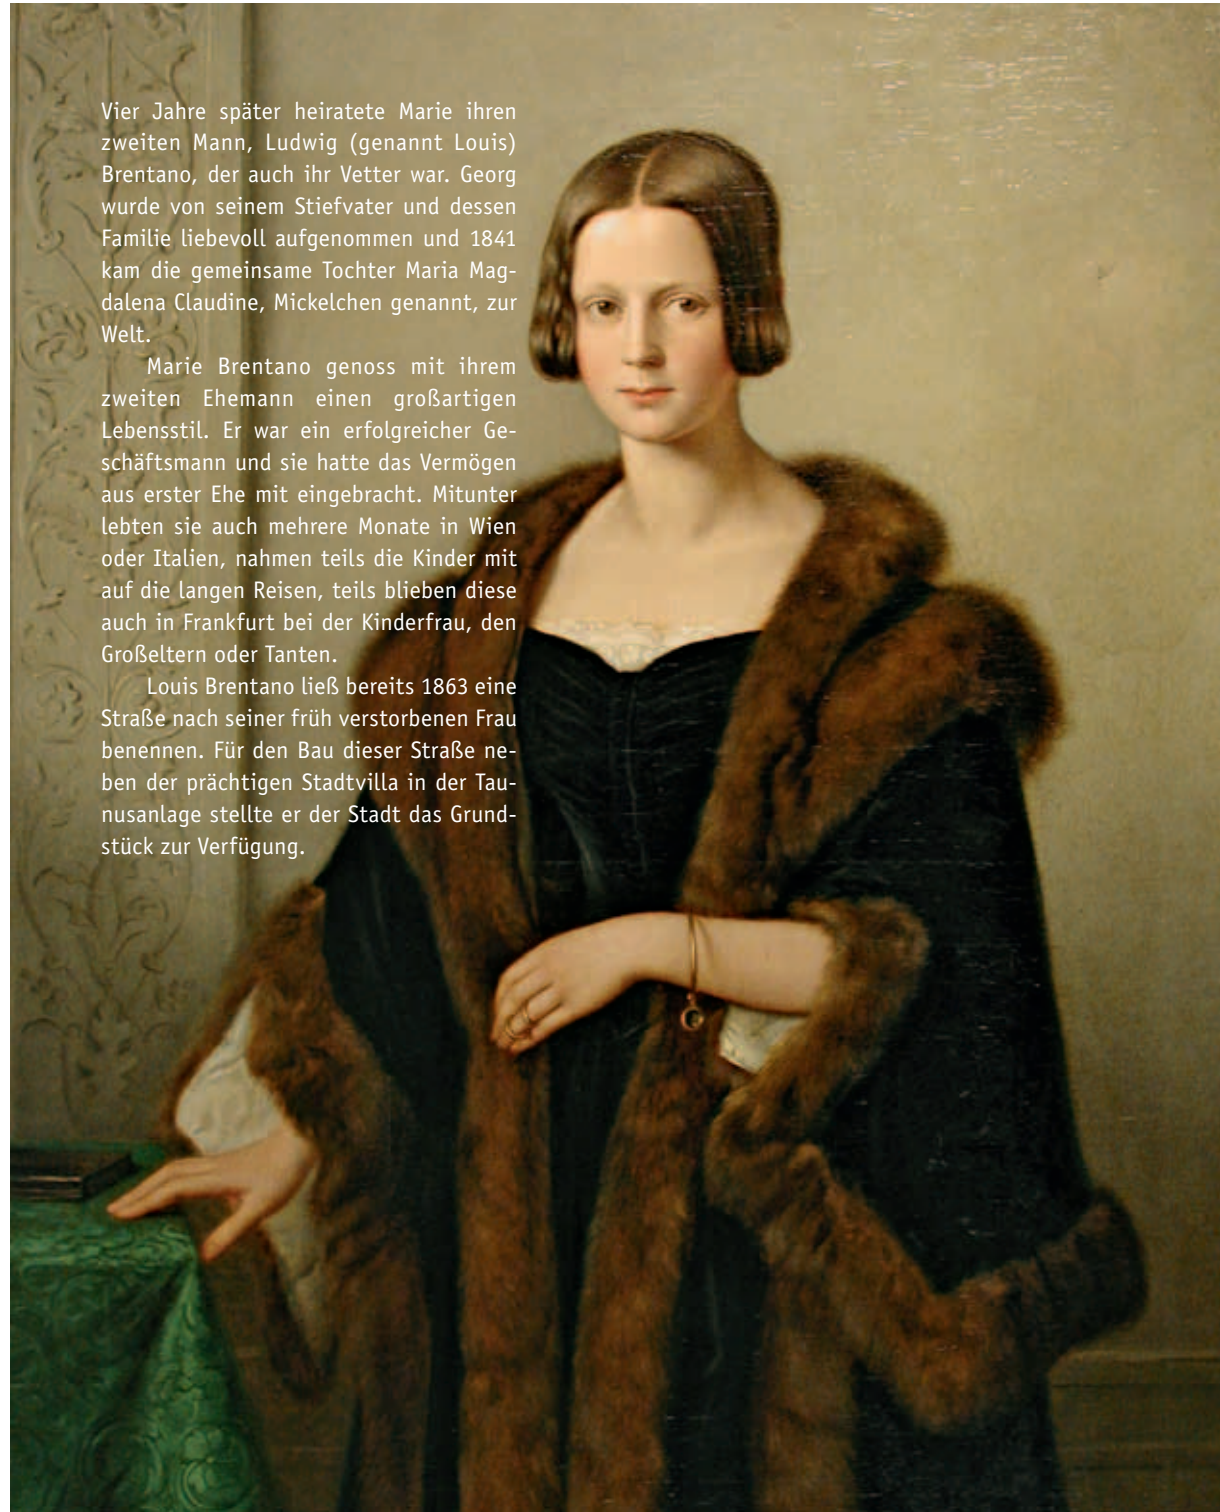 Vier Jahre später heiratete Marie ihren
zweiten Mann, Ludwig (genannt Louis)
Brentano, der auch ihr Vetter war. Georg
wurde von seinem Stiefvater und dessen
Familie liebevoll aufgenommen und 1841
kam die gemeinsame Tochter Maria Mag-
dalena Claudine, Mickelchen genannt, zur
Welt.
Marie Brentano genoss mit ihrem
zweiten Ehemann einen großartigen
Lebensstil. Er war ein erfolgreicher Ge-
schäftsmann und sie hatte das Vermögen
aus erster Ehe mit eingebracht. Mitunter
lebten sie auch mehrere Monate in Wien
oder Italien, nahmen teils die Kinder mit
auf die langen Reisen, teils blieben diese
auch in Frankfurt bei der Kinderfrau, den
Großeltern oder Tanten.
Louis Brentano ließ bereits 1863 eine
Straße nach seiner früh verstorbenen Frau
benennen. Für den Bau dieser Straße ne-
ben der prächtigen Stadtvilla in der Tau-
nusanlage stellte er der Stadt das Grund-
stück zur Verfügung.